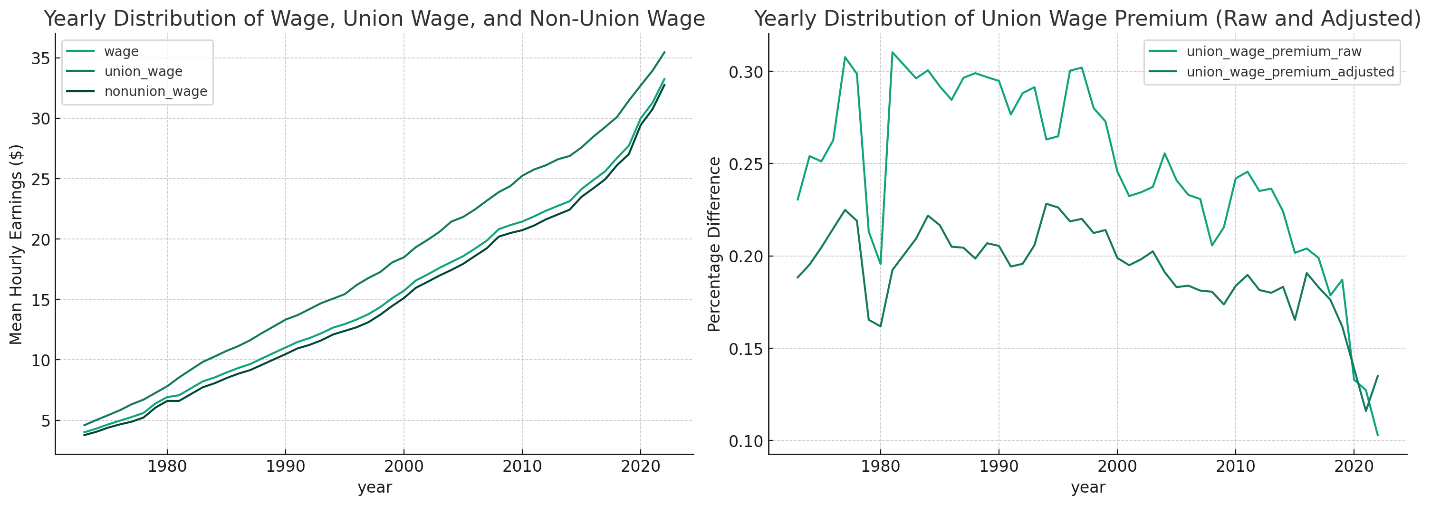 Yearly Distribution of Wage, Union Wage, and Non-Union Wage
wage
union_wage
nonunion_wage
Mean Hourly Earnings ($)
35
30
25
20
15
10
5
1980
1990
2000
2010
2020
year
Yearly Distribution of Union Wage Premium (Raw and Adjusted)
union_wage_premium_raw
union_wage_premium_adjusted
Percentage Difference
0.30
0.25
0.20
0.15
0.10
1980
1990
2000
2010
2020
year